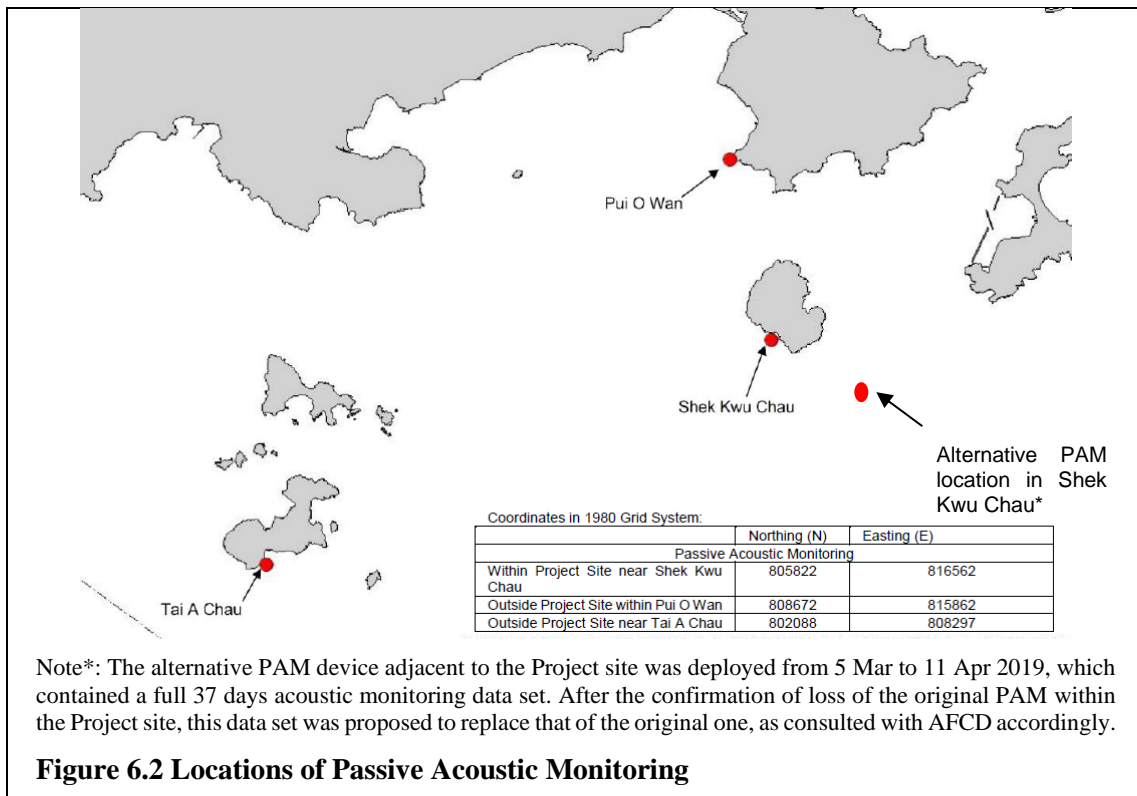 Pui O Wan
Shek Kwu Chau
Alternative PAM
location in Shek
Kwu Chau*
Tai A Chau
Coordinates in 1980 Grid System:
Northing (N) Easting (E)
Passive Acoustic Monitoring
Within Project Site near Shek Kwu 805822 816562
Chau
Outside Project Site within Pui O Wan 808672 815862
Outside Project Site near Tai A Chau 802088 808297
Note*: The alternative PAM device adjacent to the Project site was deployed from 5 Mar to 11 Apr 2019, which
contained a full 37 days acoustic monitoring data set. After the confirmation of loss of the original PAM within
the Project site, this data set was proposed to replace that of the original one, as consulted with AFCD accordingly.
Figure 6.2 Locations of Passive Acoustic Monitoring